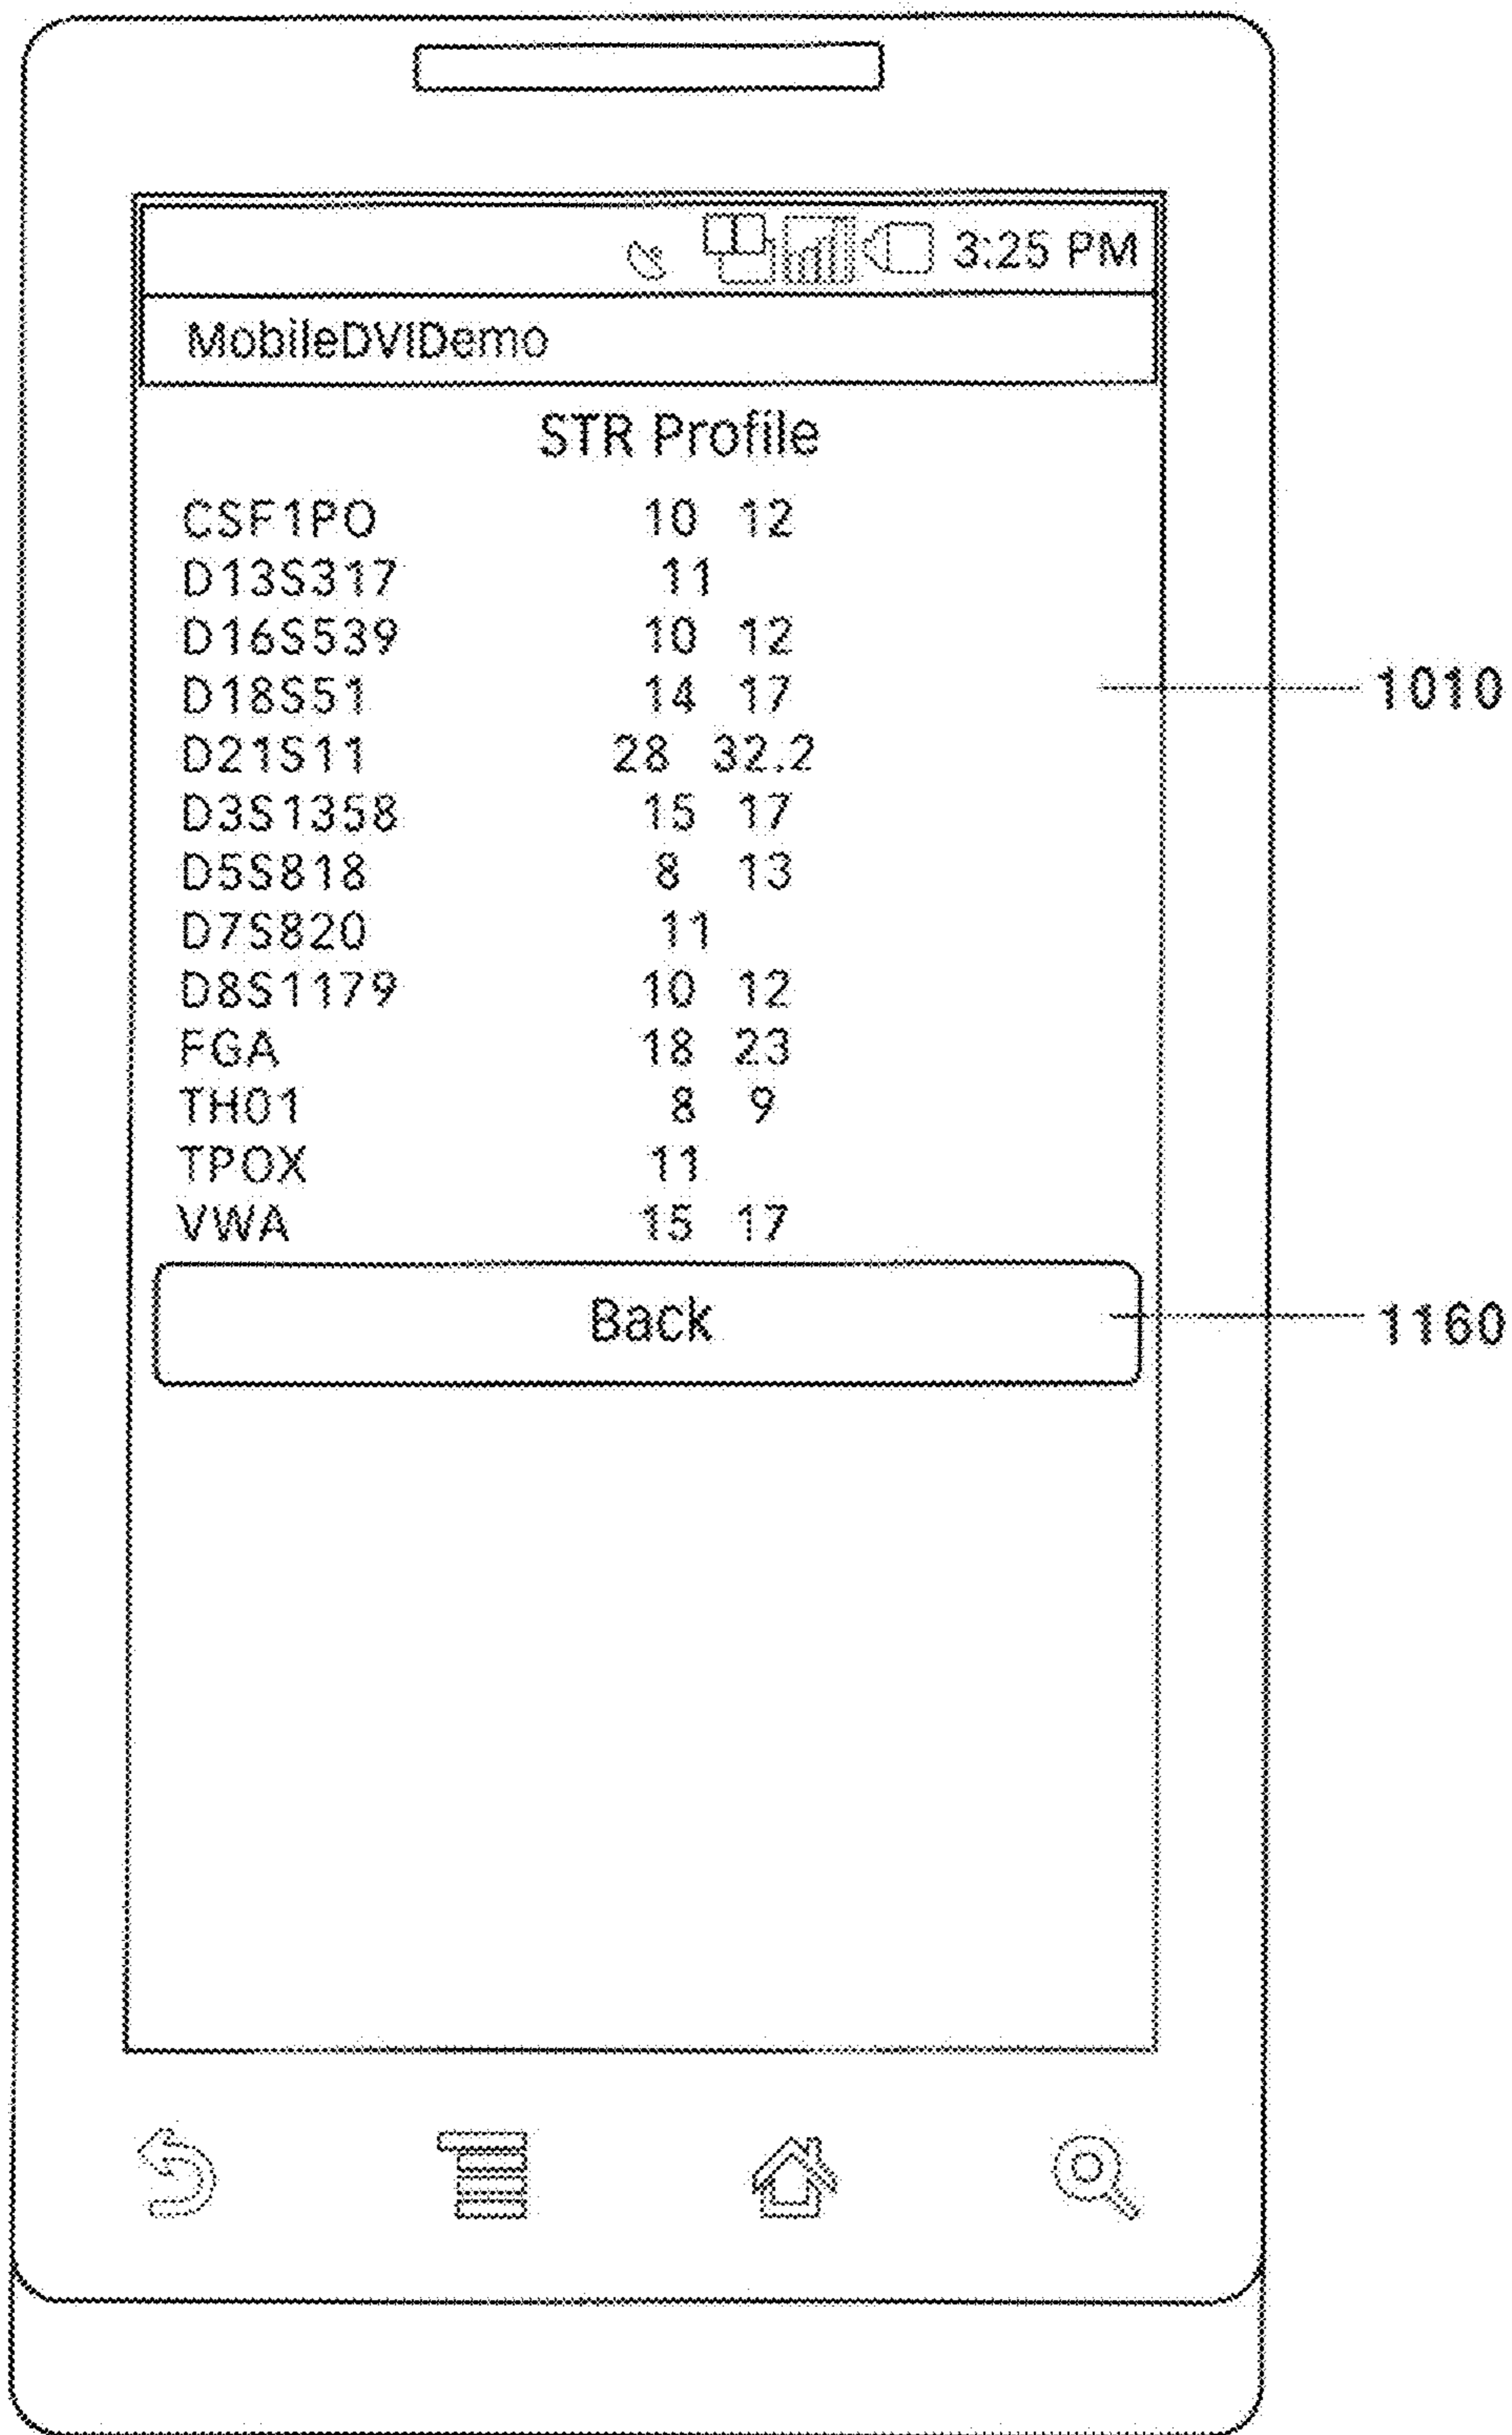 3:25 PM
MobileDVIDemo
STR Profile
CSF1PO 10 12
D13S317 11
D16S539 10 12
D18S51 14 17
1010
D21S11 28 32.2
D3S1358 15 17
D5S818 8 13
D7S820 11
D8S1179 10 12
FGA 18 23
TH01 8 9
TPOX 11
VWA 15 17
Back
1160